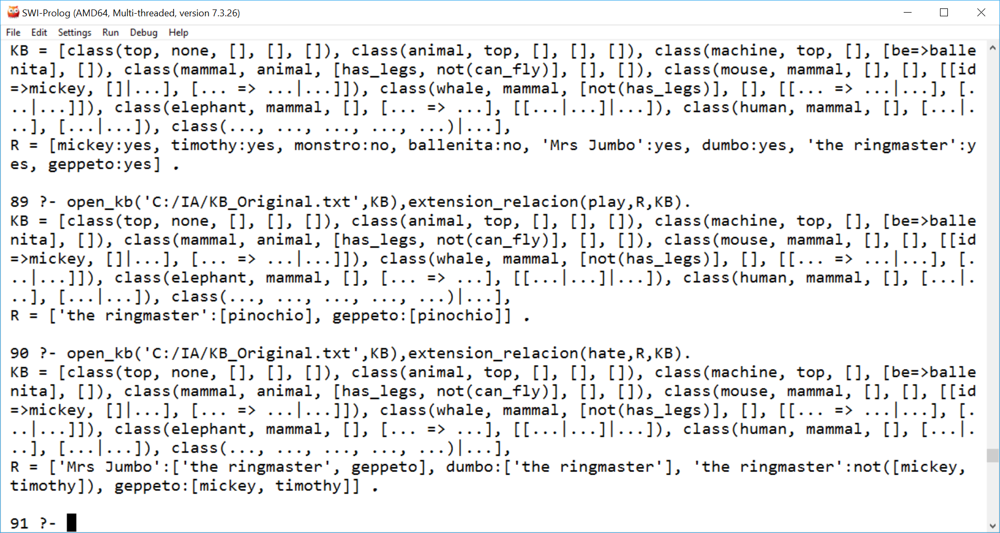 SWI-Prolog (AMD64, Multi-threaded, version 7.3.26)
File Edit Settings Run Debug Help
KB = [class(top, none, [], [], []), class(animal, top, [], [], []), class(machine, top, [], [be=>balle
nita], []), class(mammal, animal, [has_legs, not(can_fly)], [], []), class(mouse, mammal, [], [], [[id
=>mickey, []|...], [... => ...|...]]), class(whale, mammal, [not(has_legs)], [], [[... => ...|...], [.
..|...]]), class(elephant, mammal, [], [... => ...], [[...|...]|...]), class(human, mammal, [], [...|.
..], [...|...]), class(..., ..., ..., ..., ...)|...],
R = [mickey:yes, timothy:yes, monstro:no, ballenita:no, 'Mrs Jumbo':yes, dumbo:yes, 'the ringmaster':y
es, geppeto:yes] .
89 ?- open_kb('C:/IA/KB_Original.txt',KB),extension_relacion(play,R,KB).
KB = [class(top, none, [], [], []), class(animal, top, [], [], []), class(machine, top, [], [be=>balle
nita], []), class(mammal, animal, [has_legs, not(can_fly)], [], []), class(mouse, mammal, [], [], [[id
=>mickey, []|...], [... => ...|...]]), class(whale, mammal, [not(has_legs)], [], [[... => ...|...], [.
..|...]]), class(elephant, mammal, [], [... => ...], [[...|...]|...]), class(human, mammal, [], [...|.
..], [...|...]), class(..., ..., ..., ..., ...)|...],
R = ['the ringmaster':[pinochio], geppeto:[pinochio]] .
90 ?- open_kb('C:/IA/KB_Original.txt',KB),extension_relacion(hate,R,KB).
KB = [class(top, none, [], [], []), class(animal, top, [], [], []), class(machine, top, [], [be=>balle
nita], []), class(mammal, animal, [has_legs, not(can_fly)], [], []), class(mouse, mammal, [], [], [[id
=>mickey, []|...], [... => ...|...]]), class(whale, mammal, [not(has_legs)], [], [[... => ...|...], [.
..|...]]), class(elephant, mammal, [], [... => ...], [[...|...]|...]), class(human, mammal, [], [...|.
..], [...|...]), class(..., ..., ..., ..., ...)|...],
R = ['Mrs Jumbo':['the ringmaster', geppeto], dumbo:['the ringmaster'], 'the ringmaster':not([mickey,
timothy]), geppeto:[mickey, timothy]] .
91 ?-